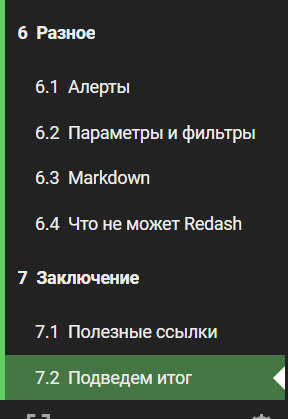 6 Разное
6.1 Алерты
6.2 Параметры и фильтры
6.3 Markdown
6.4 Что не может Redash
7 Заключение
7.1 Полезные ссылки
7.2 Подведем итог